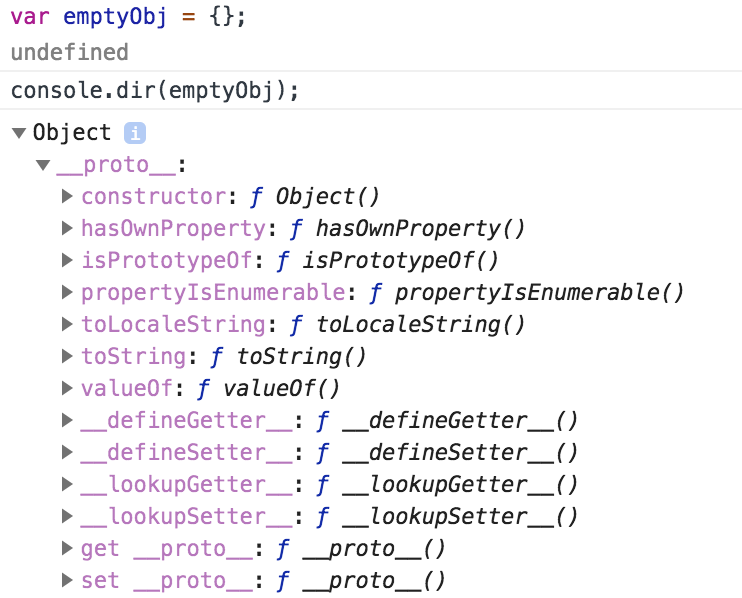 var emptyObj = {};
undefined
console.dir(emptyObj);
Object i
__proto__:
constructor: ƒ Object()
hasOwnProperty: ƒ hasOwnProperty()
isPrototypeOf: ƒ isPrototypeOf()
propertyIsEnumerable: ƒ propertyIsEnumerable()
toLocaleString: ƒ toLocaleString()
toString: ƒ toString()
valueOf: ƒ valueOf()
__defineGetter__: ƒ __defineGetter__()
__defineSetter__: ƒ __defineSetter__()
__lookupGetter__: ƒ __lookupGetter__()
__lookupSetter__: ƒ __lookupSetter__()
get __proto__: ƒ __proto__()
set __proto__: ƒ __proto__()